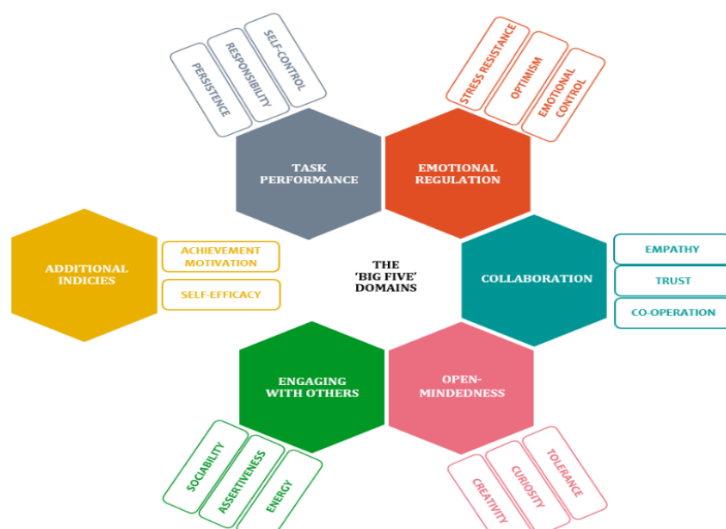 PERSISTENCE
RESPONSIBILITY
SELF-CONTROL
TASK
PERFORMANCE
STRESS RESISTANCE
OPTIMISM
EMOTIONAL
CONTROL
EMOTIONAL
REGULATION
ADDITIONAL
INDICIES
ACHIEVEMENT
MOTIVATION
SELF-EFFICACY
THE
‘BIG FIVE’
DOMAINS
COLLABORATION
EMPATHY
TRUST
CO-OPERATION
ENGAGING
WITH OTHERS
SOCIABILITY
ASSERTIVENESS
ENERGY
OPEN-
MINDEDNESS
CREATIVITY
CURIOSITY
TOLERANCE